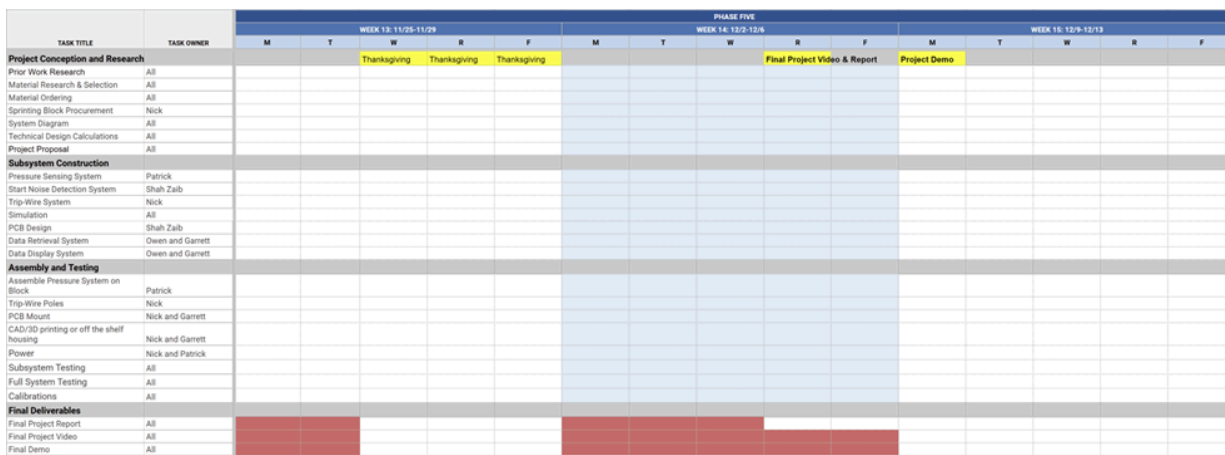 PHASE FIVE
WEEK 13: 11/25-11/29 WEEK 14: 12/2-12/6 WEEK 15: 12/9-12/13
TASK TITLE TASK OWNER M T W R F M T W R F M T W R F
Project Conception and Research Thanksgiving Thanksgiving Thanksgiving Final Project Video & Report Project Demo
Prior Work Research All
Material Research & Selection All
Material Ordering All
Sprinting Block Procurement Nick
System Diagram All
Technical Design Calculations All
Project Proposal All
Subsystem Construction
Pressure Sensing System Patrick
Start Noise Detection System Shah Zaib
Trip-Wire System Nick
Simulation All
PCB Design Shah Zaib
Data Retrieval System Owen and Garrett
Data Display System Owen and Garrett
Assembly and Testing
Assemble Pressure System on
Block Patrick
Trip-Wire Poles Nick
PCB Mount Nick and Garrett
CAD/3D printing or off the shelf
housing Nick and Garrett
Power Nick and Patrick
Subsystem Testing All
Full System Testing All
Calibrations All
Final Deliverables
Final Project Report All
Final Project Video All
Final Demo All